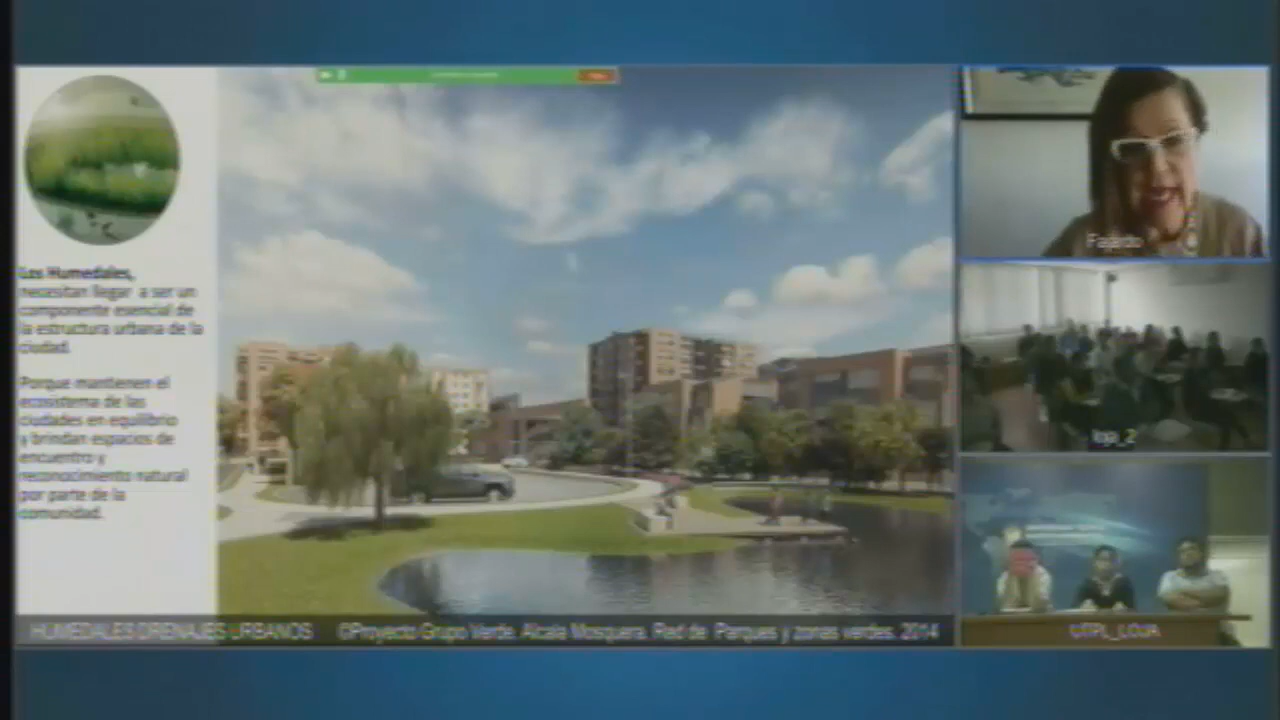 Los Humedales,
necesitan llegar a ser un
componente esencial de
la estructura urbana de la
ciudad.
Porque mantienen el
ecosistema de las
ciudades en equilibrio
y brindan espacios de
encuentro y
reconocimiento natural
por parte de la
comunidad.
HUMEDALES DRENAJES URBANOS ©Proyecto Grupo Verde. Alcala Mosquera. Red de Parques y zonas verdes. 2014
Fajardo
loja_2
UTPL_LOJA